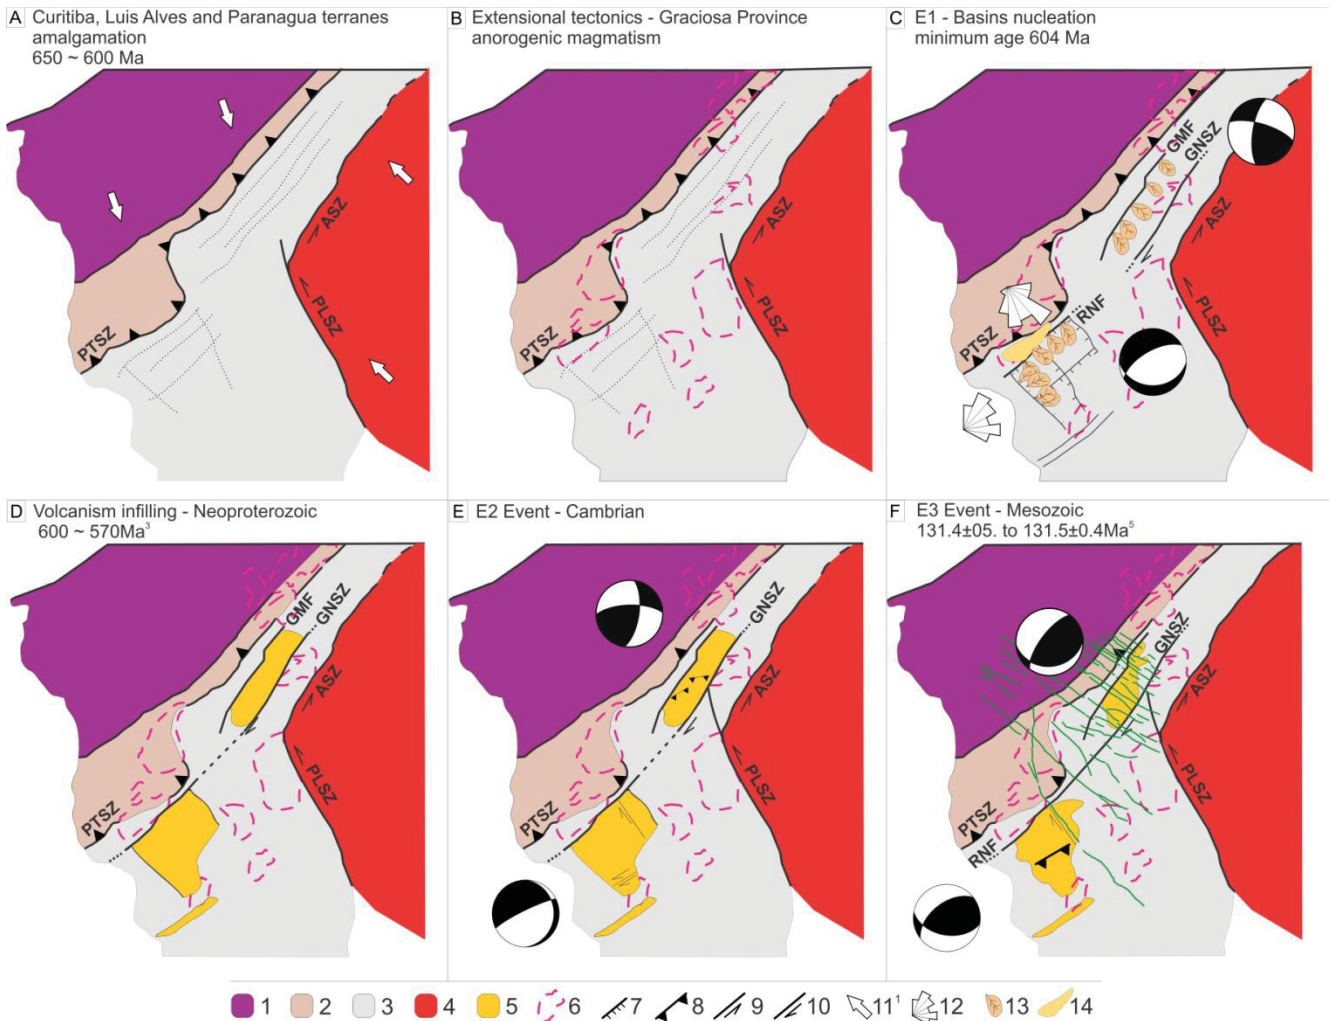 A Curitiba, Luis Alves and Paranagua terranes
amalgamation
650 ~ 600 Ma
ASZ
PLSZ
PTSZ
B Extensional tectonics - Graciosa Province
anorogenic magmatism
ASZ
PLSZ
PTSZ
C E1 - Basins nucleation
minimum age 604 Ma
GMF
GNSZ
ASZ
RNF
PLSZ
PTSZ
D Volcanism infilling - Neoproterozoic
600 ~ 570Ma³
GMF
GNSZ
ASZ
PLSZ
PTSZ
E E2 Event - Cambrian
GNSZ
ASZ
PLSZ
PTSZ
F E3 Event - Mesozoic
131.4±05. to 131.5±0.4Ma⁵
GNSZ
ASZ
PLSZ
PTSZ
RNF
1 2 3 4 5 6 7 8 9 10 11¹ 12 13 14